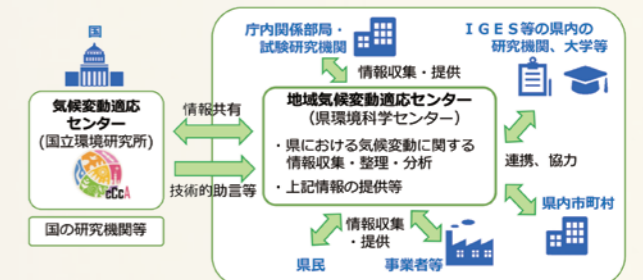 国
気候変動適応
センター
(国立環境研究所)
CCCA
国の研究機関等
情報共有
技術的助言等
庁内関係部局・
試験研究機関
情報収集・提供
IGES等の県内の
研究機関、大学等
地域気候変動適応センター
(県環境科学センター)
・県における気候変動に関する
情報収集・整理・分析
・上記情報の提供等
連携、協力
県内市町村
情報収集
・提供
県民
事業者等